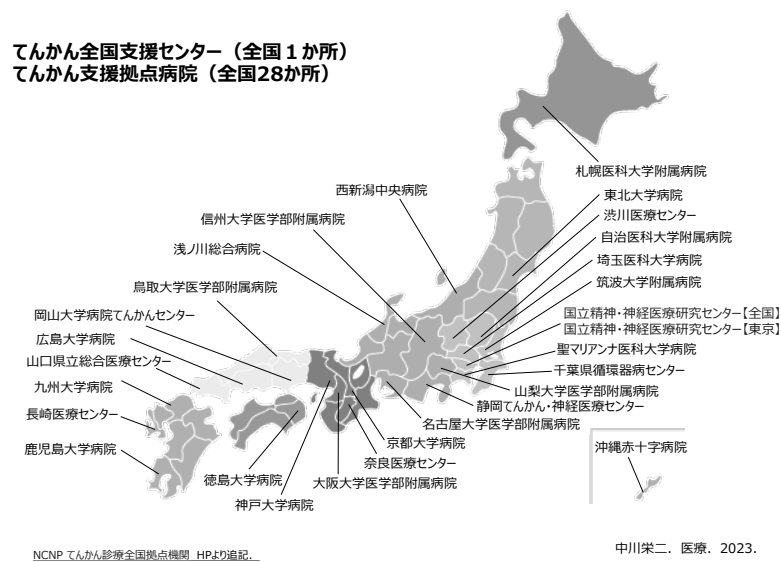 てんかん全国支援センター（全国１か所）
てんかん支援拠点病院（全国28か所）
札幌医科大学附属病院
西新潟中央病院
東北大学病院
信州大学医学部附属病院
渋川医療センター
自治医科大学附属病院
浅ノ川総合病院
埼玉医科大学病院
筑波大学附属病院
鳥取大学医学部附属病院
岡山大学病院てんかんセンター
国立精神・神経医療研究センター【全国】
国立精神・神経医療研究センター【東京】
広島大学病院
聖マリアンナ医科大学病院
山口県立総合医療センター
千葉県循環器病センター
九州大学病院
山梨大学医学部附属病院
静岡てんかん・神経医療センター
長崎医療センター
名古屋大学医学部附属病院
京都大学病院
鹿児島大学病院
奈良医療センター
沖縄赤十字病院
徳島大学病院
大阪大学医学部附属病院
神戸大学病院
NCNP てんかん診療全国拠点機関 HPより追記．
中川栄二．医療．2023．